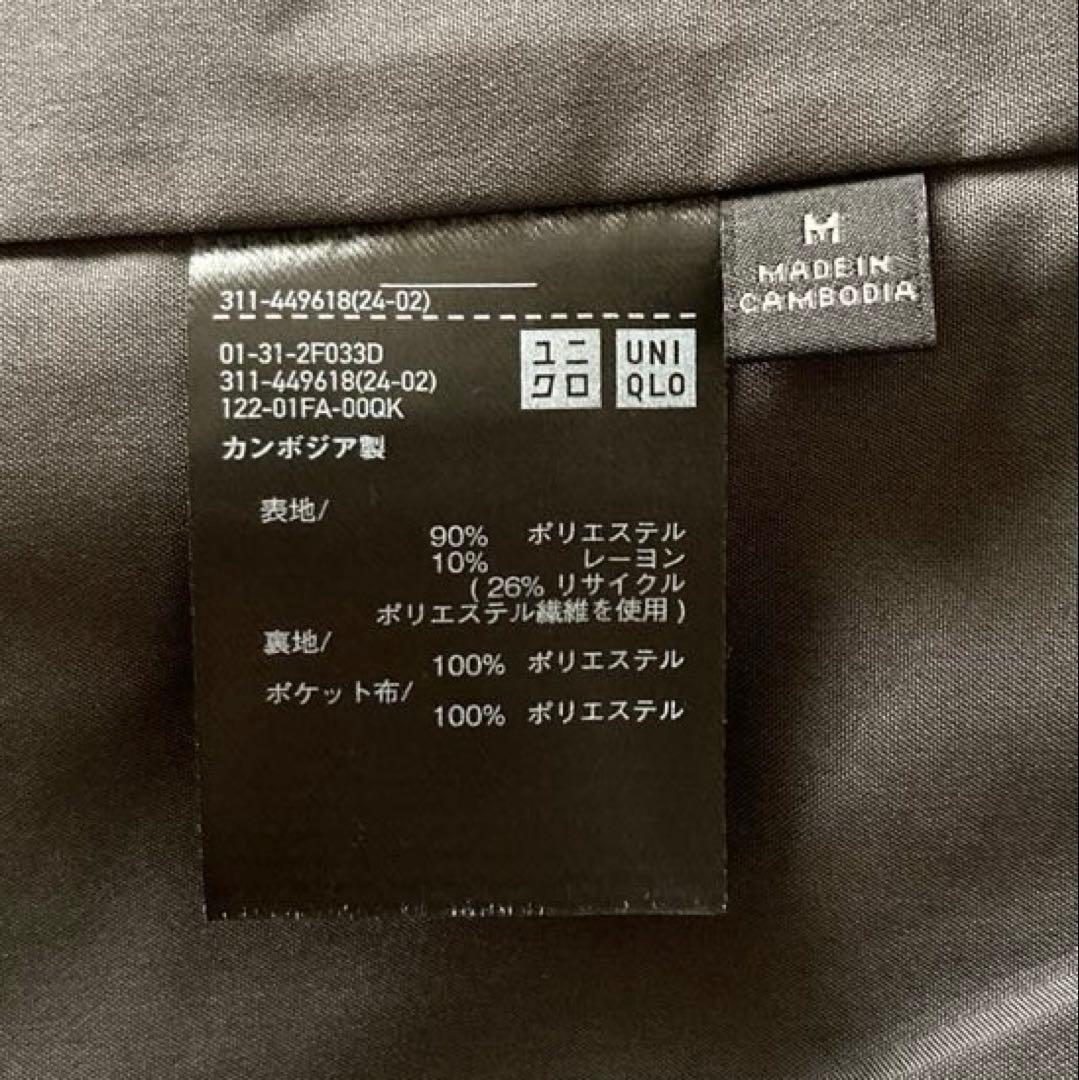 311-449618(24-02)
01-31-2F033D
311-449618(24-02)
122-01FA-00QK
カンボジア製
ユニ
クロ
UNI
QLO
M
MADE IN
CAMBODIA
表地/
90% ポリエステル
10% レーヨン
( 26% リサイクル
ポリエステル繊維を使用 )
裏地/
100% ポリエステル
ポケット布/
100% ポリエステル